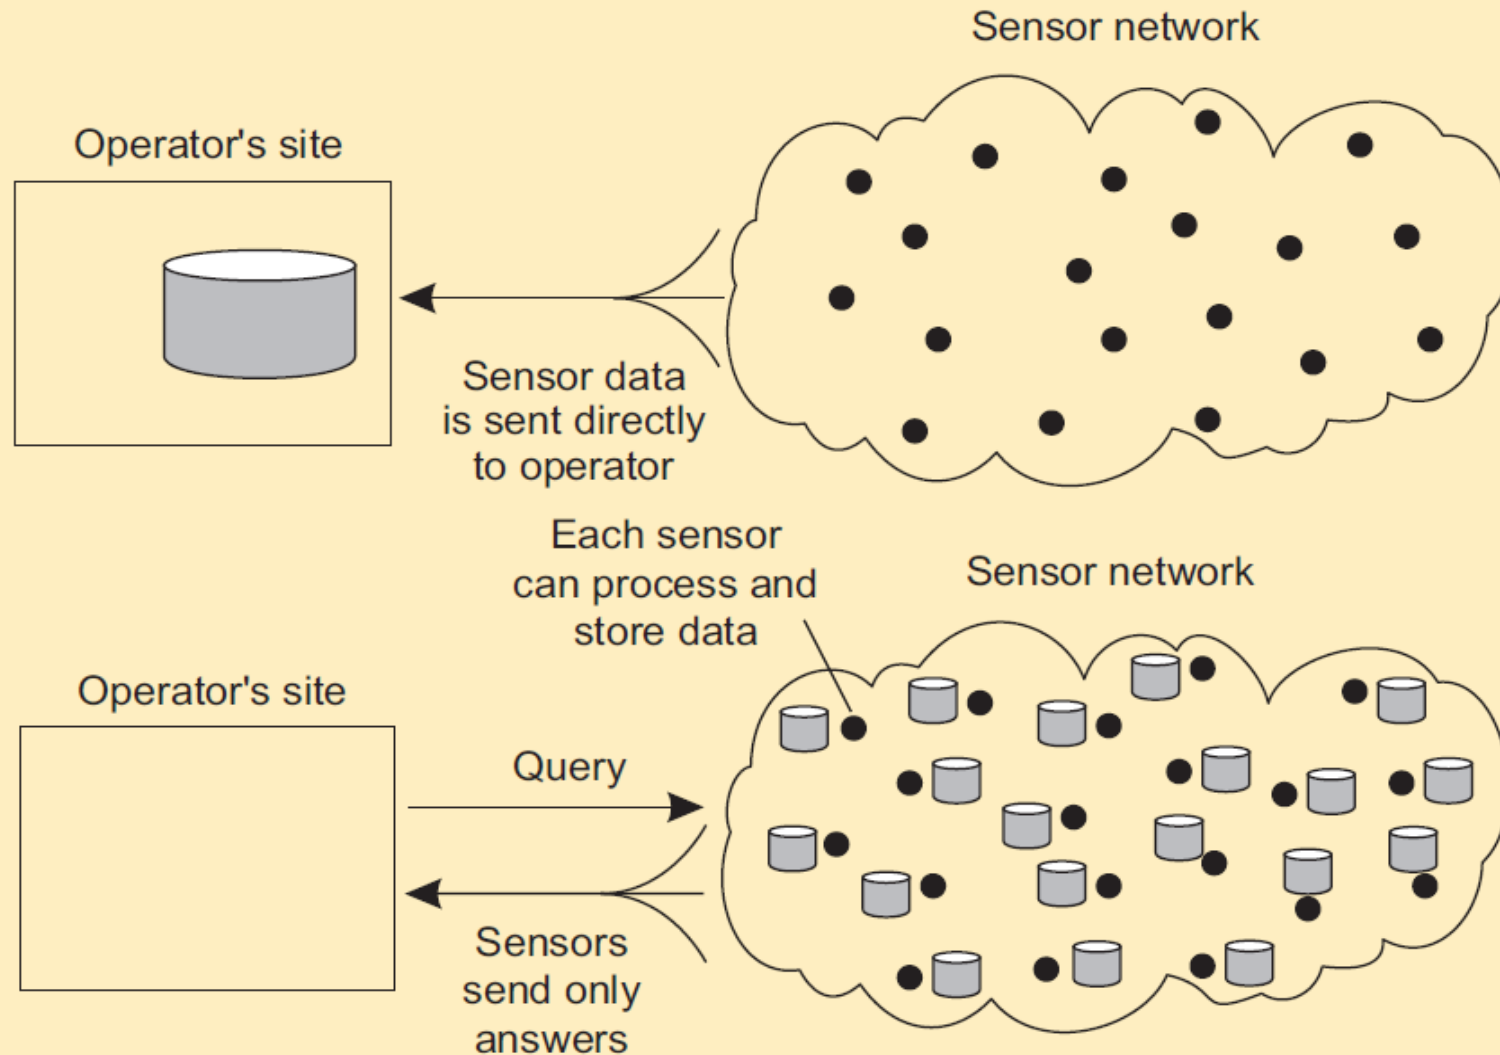 Sensor network
Operator's site
Sensor data
is sent directly
to operator
Each sensor
can process and
store data
Sensor network
Operator's site
Query
Sensors
send only
answers